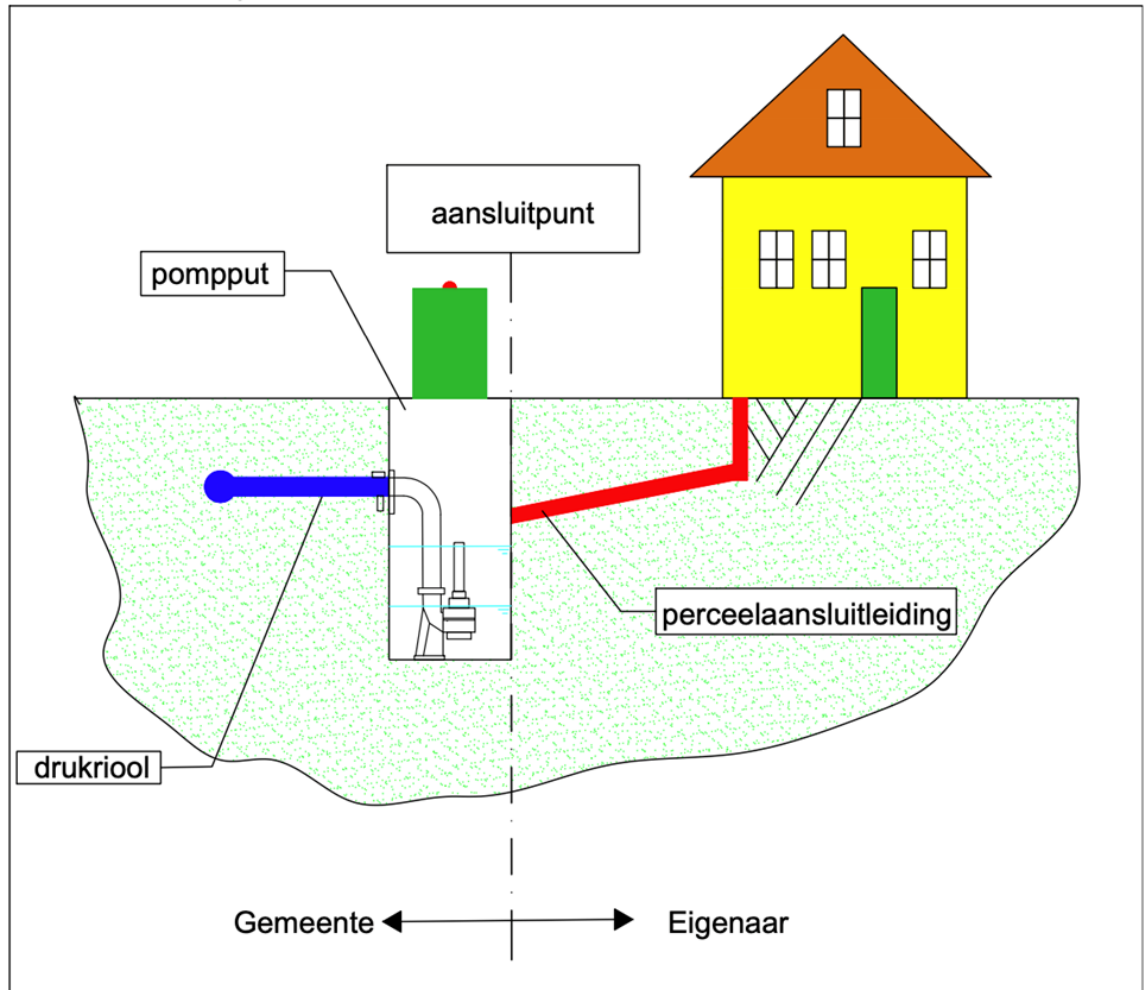 aansluitpunt
pompput
perceelaansluitleiding
drukriool
Gemeente
Eigenaar